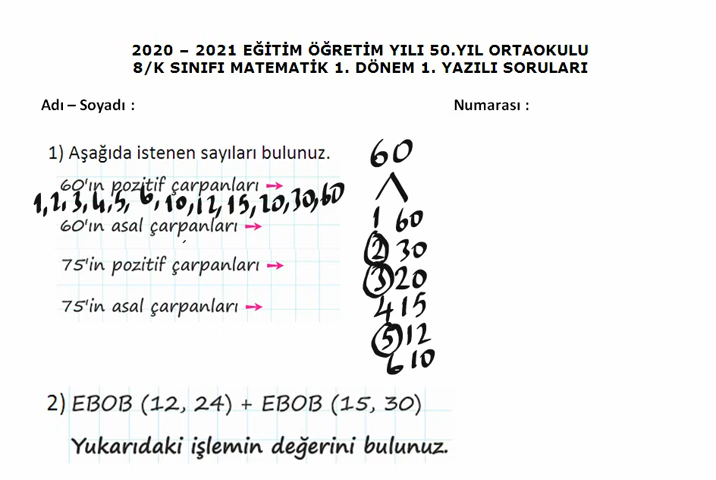 2020 – 2021 EĞİTİM ÖĞRETİM YILI 50.YIL ORTAOKULU
8/K SINIFI MATEMATİK 1. DÖNEM 1. YAZILI SORULARI
Adı – Soyadı :
Numarası :
1) Aşağıda istenen sayıları bulunuz.
60'ın pozitif çarpanları →
1, 2, 3, 4, 5, 6, 10, 12, 15, 20, 30, 60
60'ın asal çarpanları →
75'in pozitif çarpanları →
75'in asal çarpanları →
60
1 60
2 30
3 20
4 15
5 12
6 10
2) EBOB (12, 24) + EBOB (15, 30)
Yukarıdaki işlemin değerini bulunuz.